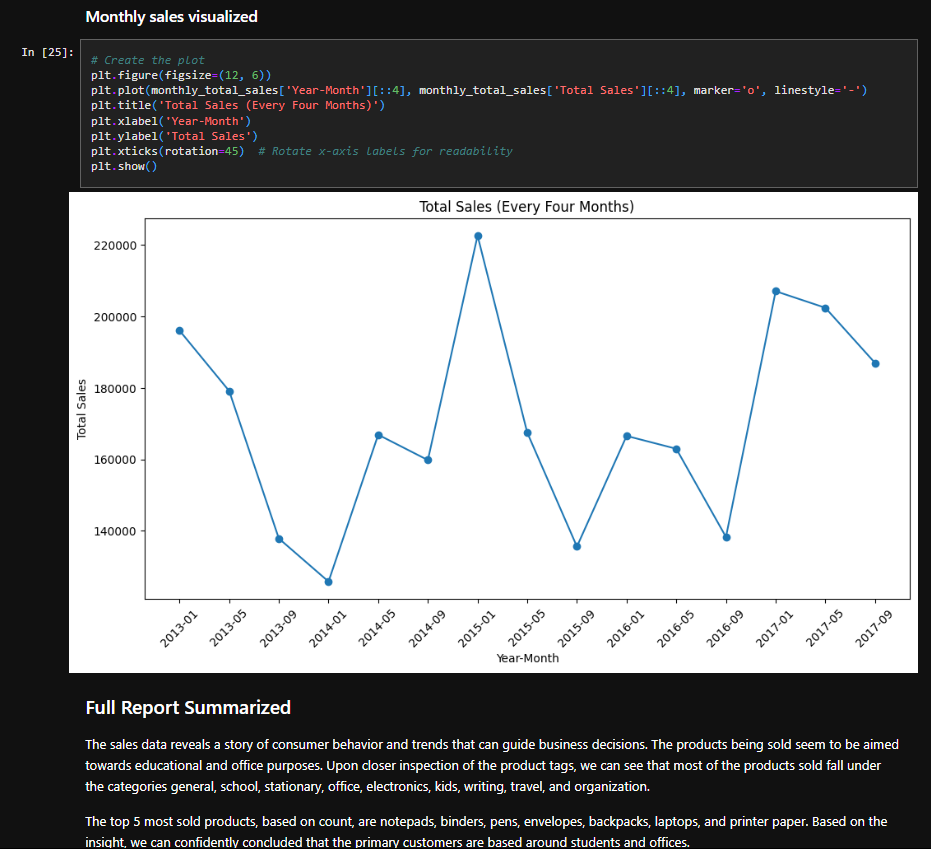 Monthly sales visualized
In [25]:
# Create the plot
plt.figure(figsize=(12, 6))
plt.plot(monthly_total_sales['Year-Month'][::4], monthly_total_sales['Total Sales'][::4], marker='o', linestyle='-')
plt.title('Total Sales (Every Four Months)')
plt.xlabel('Year-Month')
plt.ylabel('Total Sales')
plt.xticks(rotation=45)  # Rotate x-axis labels for readability
plt.show()
Total Sales (Every Four Months)
220000
200000
180000
160000
140000
Total Sales
2013-01
2013-05
2013-09
2014-01
2014-05
2014-09
2015-01
2015-05
2015-09
2016-01
2016-05
2016-09
2017-01
2017-05
2017-09
Year-Month
Full Report Summarized
The sales data reveals a story of consumer behavior and trends that can guide business decisions. The products being sold seem to be aimed
towards educational and office purposes. Upon closer inspection of the product tags, we can see that most of the products sold fall under
the categories general, school, stationary, office, electronics, kids, writing, travel, and organization.
The top 5 most sold products, based on count, are notepads, binders, pens, envelopes, backpacks, laptops, and printer paper. Based on the
insight, we can confidently concluded that the primary customers are based around students and offices.